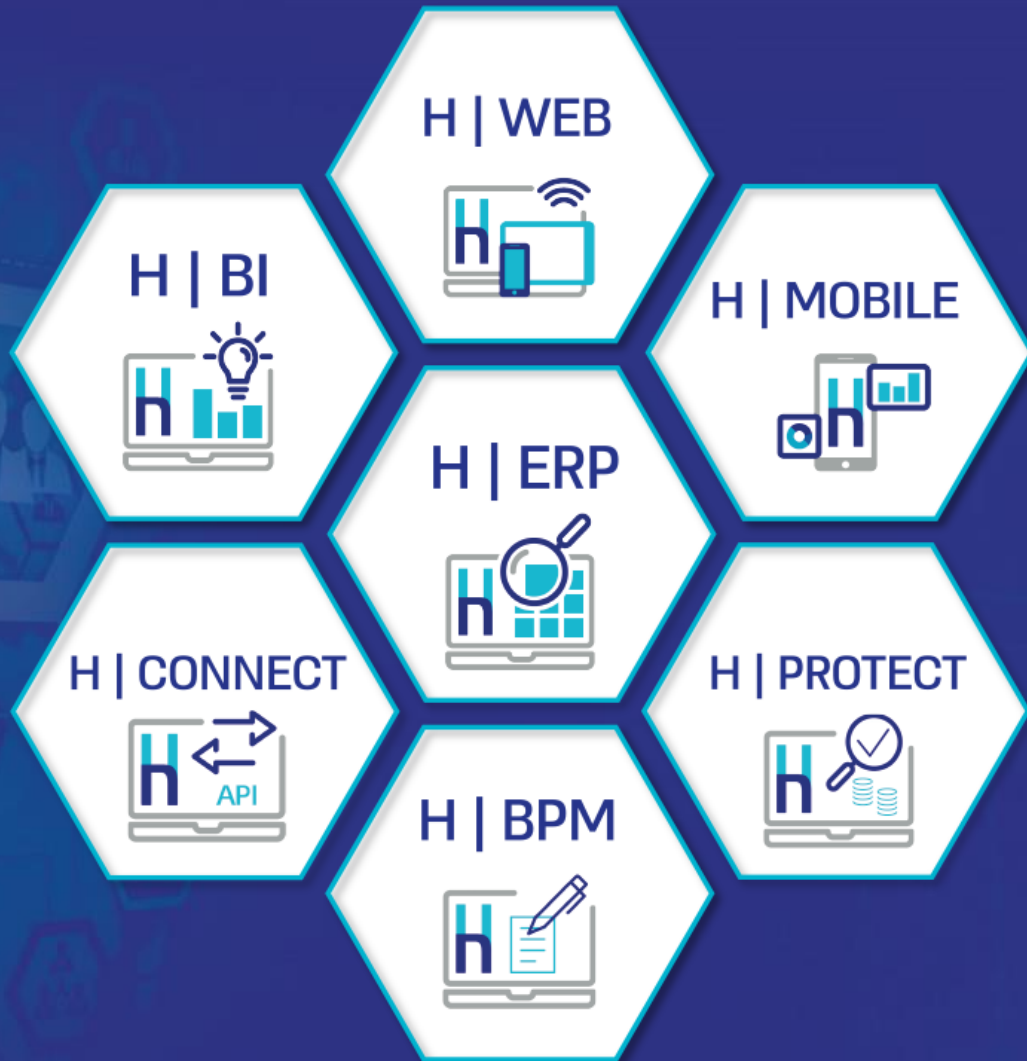 H | WEB
H | BI
H | MOBILE
H | ERP
H | CONNECT
API
H | PROTECT
H | BPM